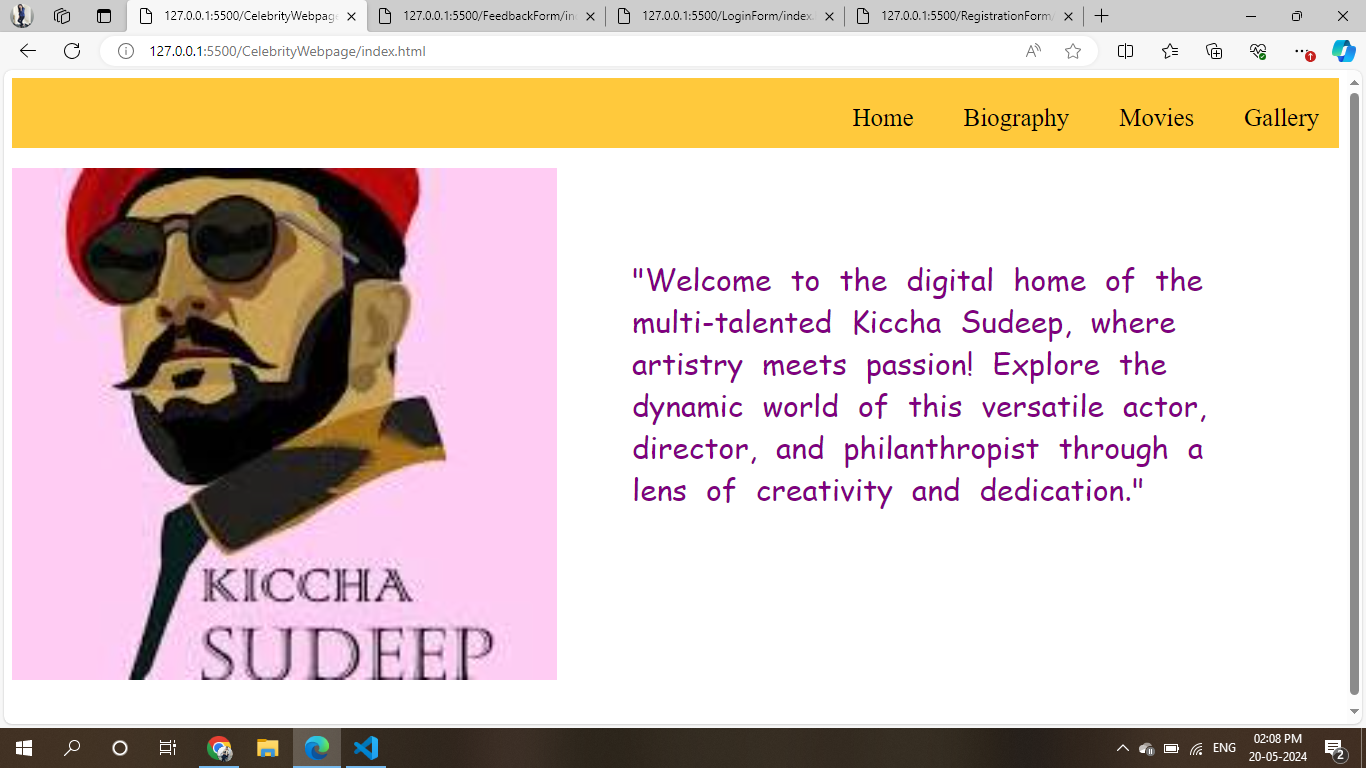 127.0.0.1:5500/CelebrityWebpage
127.0.0.1:5500/FeedbackForm/in
127.0.0.1:5500/LoginForm/index.
127.0.0.1:5500/RegistrationForm/
127.0.0.1:5500/CelebrityWebpage/index.html
Home Biography Movies Gallery
"Welcome to the digital home of the
multi-talented Kiccha Sudeep, where
artistry meets passion! Explore the
dynamic world of this versatile actor,
director, and philanthropist through a
lens of creativity and dedication."
KICCHA
SUDEEP
ENG
02:08 PM
20-05-2024
2